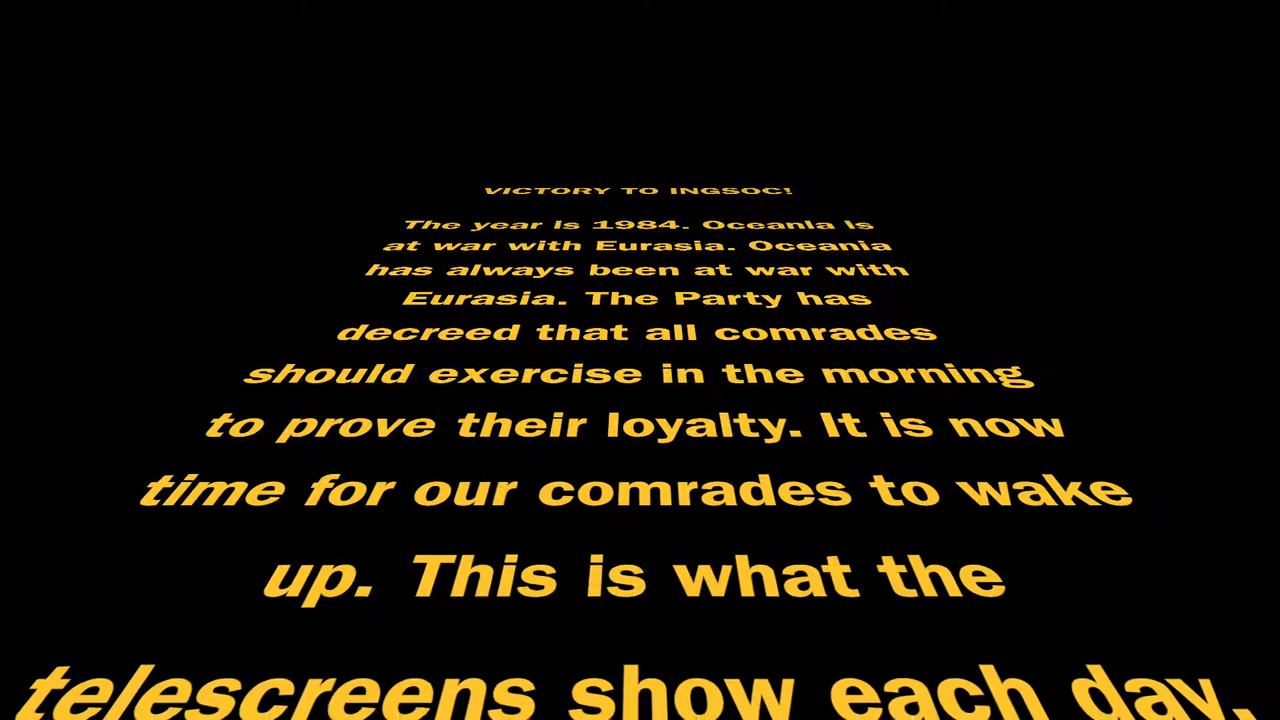 VICTORY TO INGSOC!
The year is 1984. Oceania is
at war with Eurasia. Oceania
has always been at war with
Eurasia. The Party has
decreed that all comrades
should exercise in the morning
to prove their loyalty. It is now
time for our comrades to wake
up. This is what the
telescreens show each day.